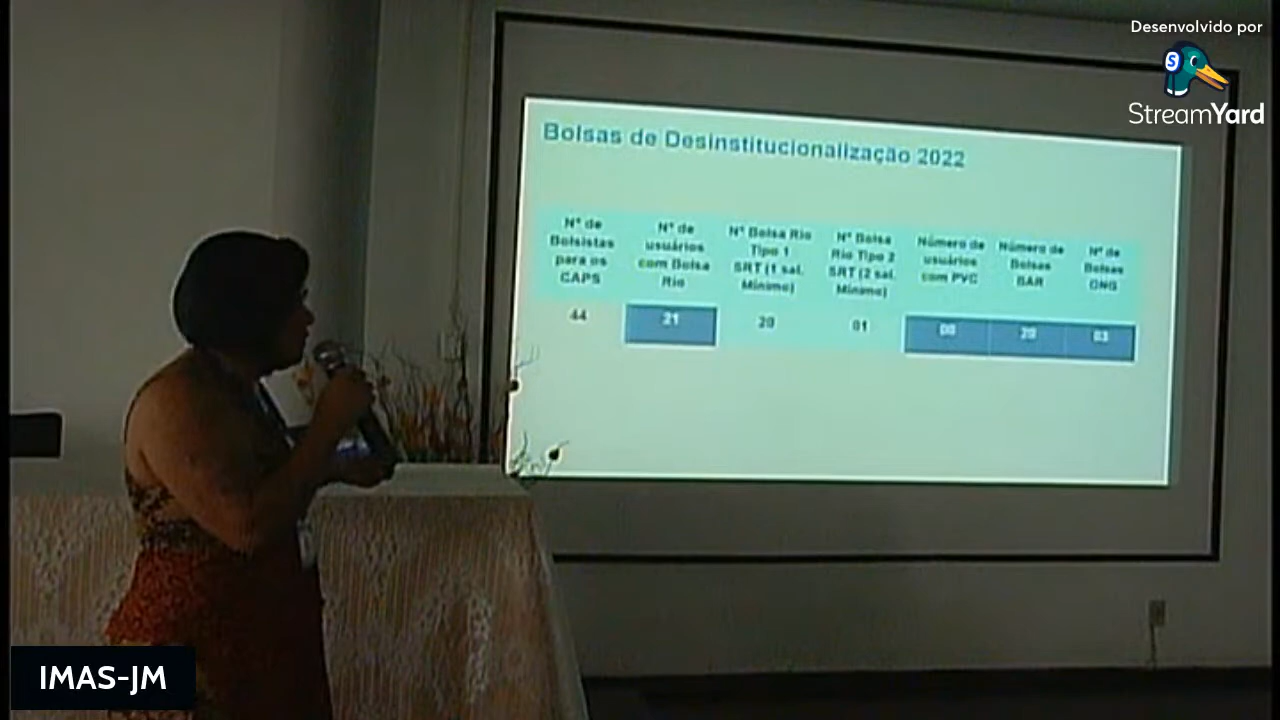 Desenvolvido por
StreamYard
Bolsas de Desinstitucionalização 2022
Nº de
Bolsistas
para os
CAPS
Nº de
usuários
com Bolsa
Rio
Nº Bolsa Rio
Tipo 1
SRT (1 sal.
Mínimo)
Nº Bolsa
Rio Tipo 2
SRT (2 sal.
Mínimo)
Número de
usuários
com PVC
Número de
Bolsas
BAR
Nº de
Bolsas
ONG
44
21
20
01
00
20
03
IMAS-JM